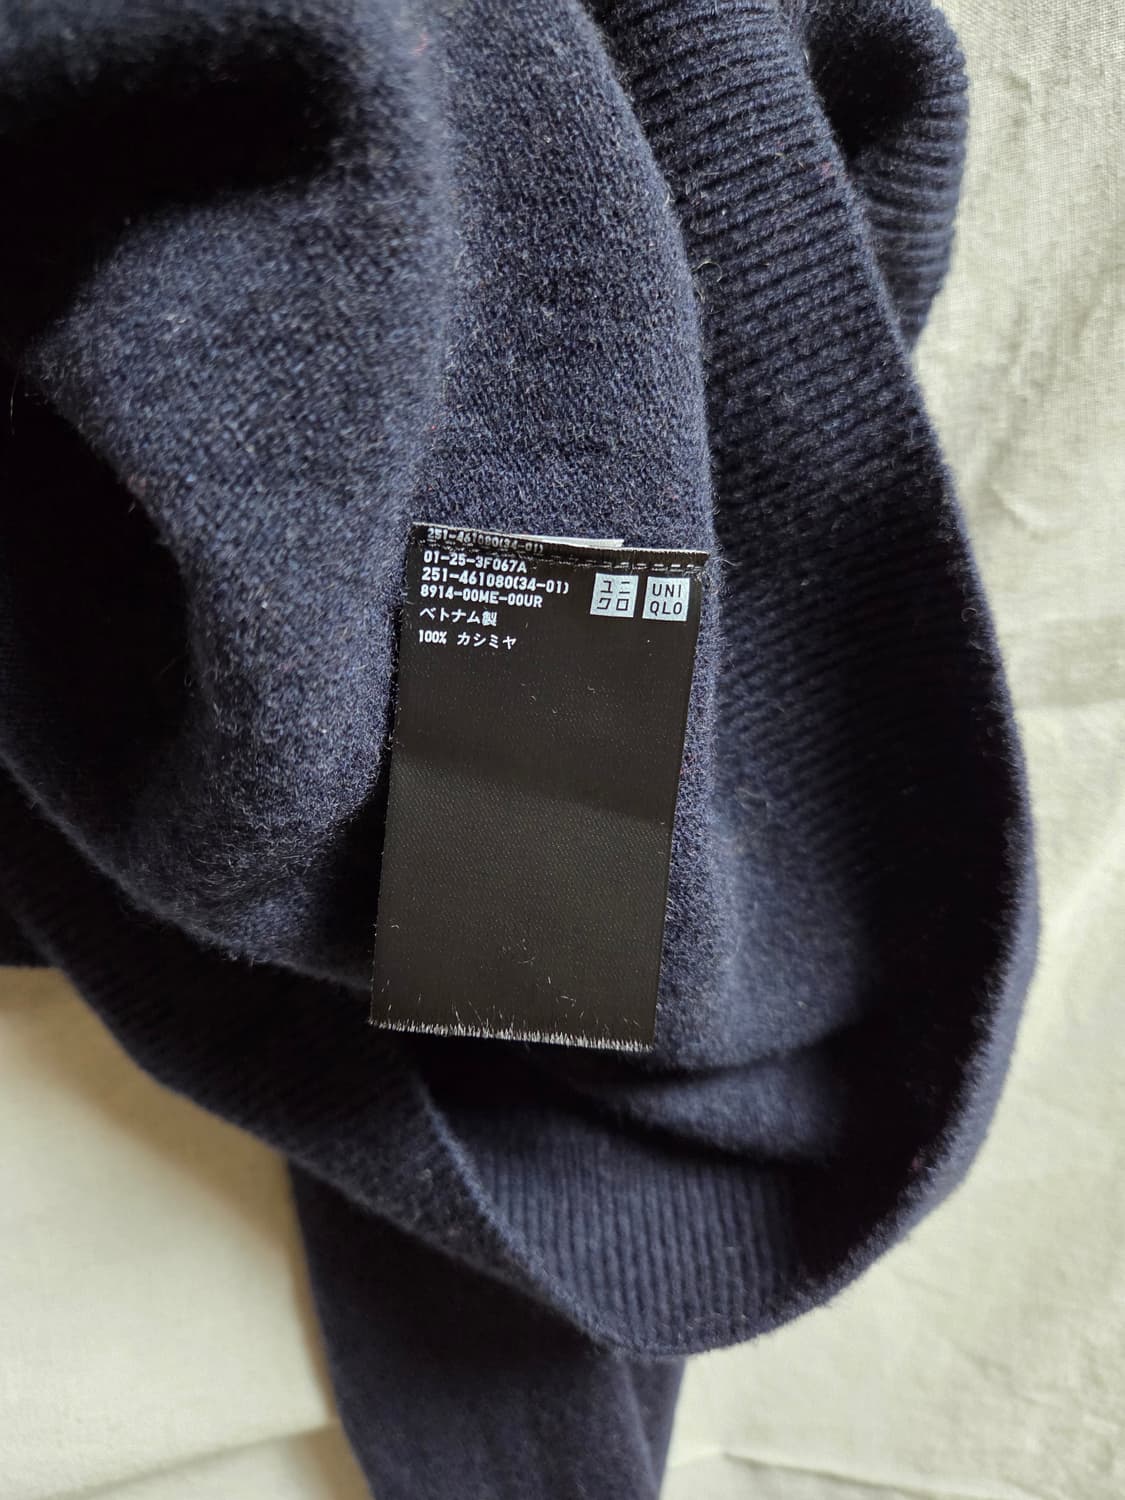 251-461080(34-01)
01-25-3F067A
251-461080(34-01)
8914-00ME-00UR
ベトナム製
100% カシミヤ
ユニ
クロ
UNI
QLO